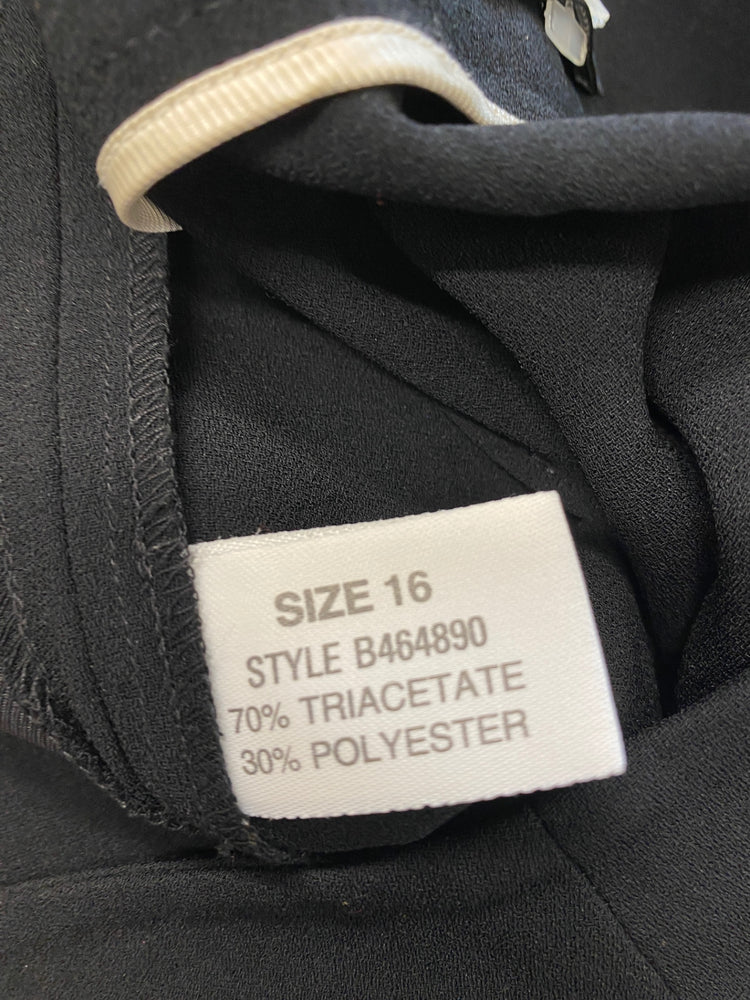 SIZE 16
STYLE B464890
70% TRIACETATE
30% POLYESTER